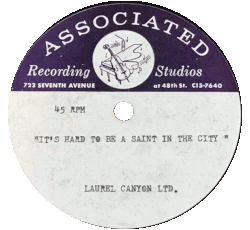 ASSOCIATED
Recording Studios
723 SEVENTH AVENUE at 48th St. CI5-7640
45 RPM
"IT'S HARD TO BE A SAINT IN THE CITY "
LAUREL CANYON LTD.